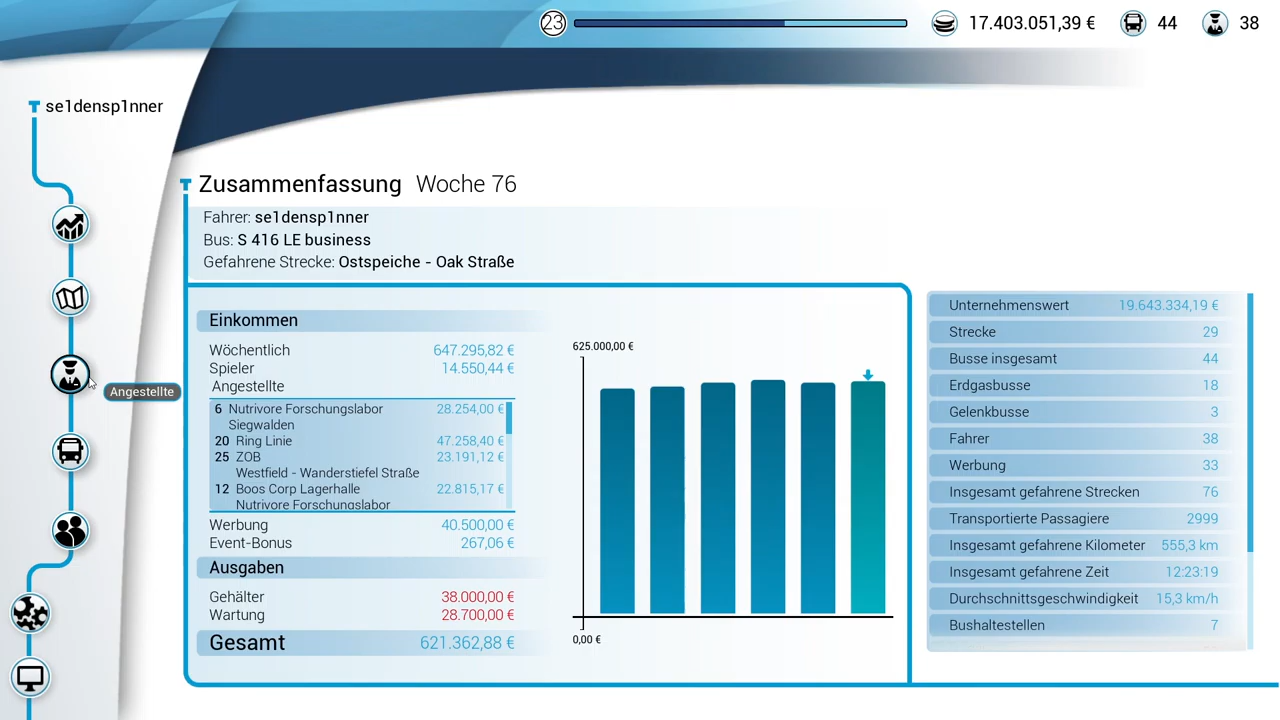 23
17.403.051,39 €
44
38
se1densp1nner
Zusammenfassung Woche 76
Fahrer: se1densp1nner
Bus: S 416 LE business
Gefahrene Strecke: Ostspeiche - Oak Straße
Angestellte
Einkommen
Wöchentlich 647.295,82 €
Spieler 14.550,44 €
Angestellte
6 Nutrivore Forschungslabor 28.254,00 €
Siegwalden
20 Ring Linie 47.258,40 €
25 ZOB 23.191,12 €
Westfield - Wanderstiefel Straße
12 Boos Corp Lagerhalle 22.815,17 €
Nutrivore Forschungslabor
Werbung 40.500,00 €
Event-Bonus 267,06 €
Ausgaben
Gehälter 38.000,00 €
Wartung 28.700,00 €
Gesamt 621.362,88 €
625.000,00 €
0,00 €
Unternehmenswert 19.643.334,19 €
Strecke 29
Busse insgesamt 44
Erdgasbusse 18
Gelenkbusse 3
Fahrer 38
Werbung 33
Insgesamt gefahrene Strecken 76
Transportierte Passagiere 2999
Insgesamt gefahrene Kilometer 555,3 km
Insgesamt gefahrene Zeit 12:23:19
Durchschnittsgeschwindigkeit 15,3 km/h
Bushaltestellen 7